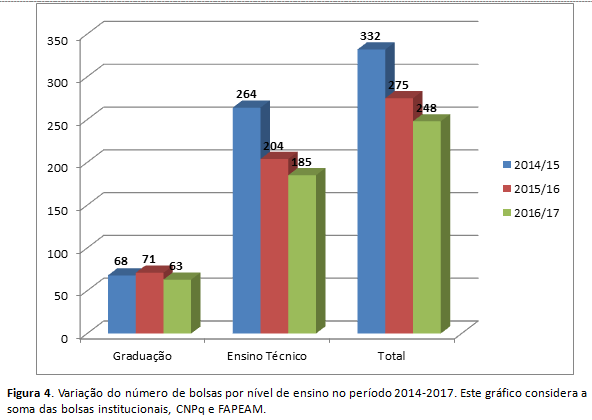 350
300
250
200
150
100
50
0
68 71 63
264 204 185
332 275 248
Graduação Ensino Técnico Total
2014/15
2015/16
2016/17
Figura 4. Variação do número de bolsas por nível de ensino no período 2014-2017. Este gráfico considera a
soma das bolsas institucionais, CNPq e FAPEAM.